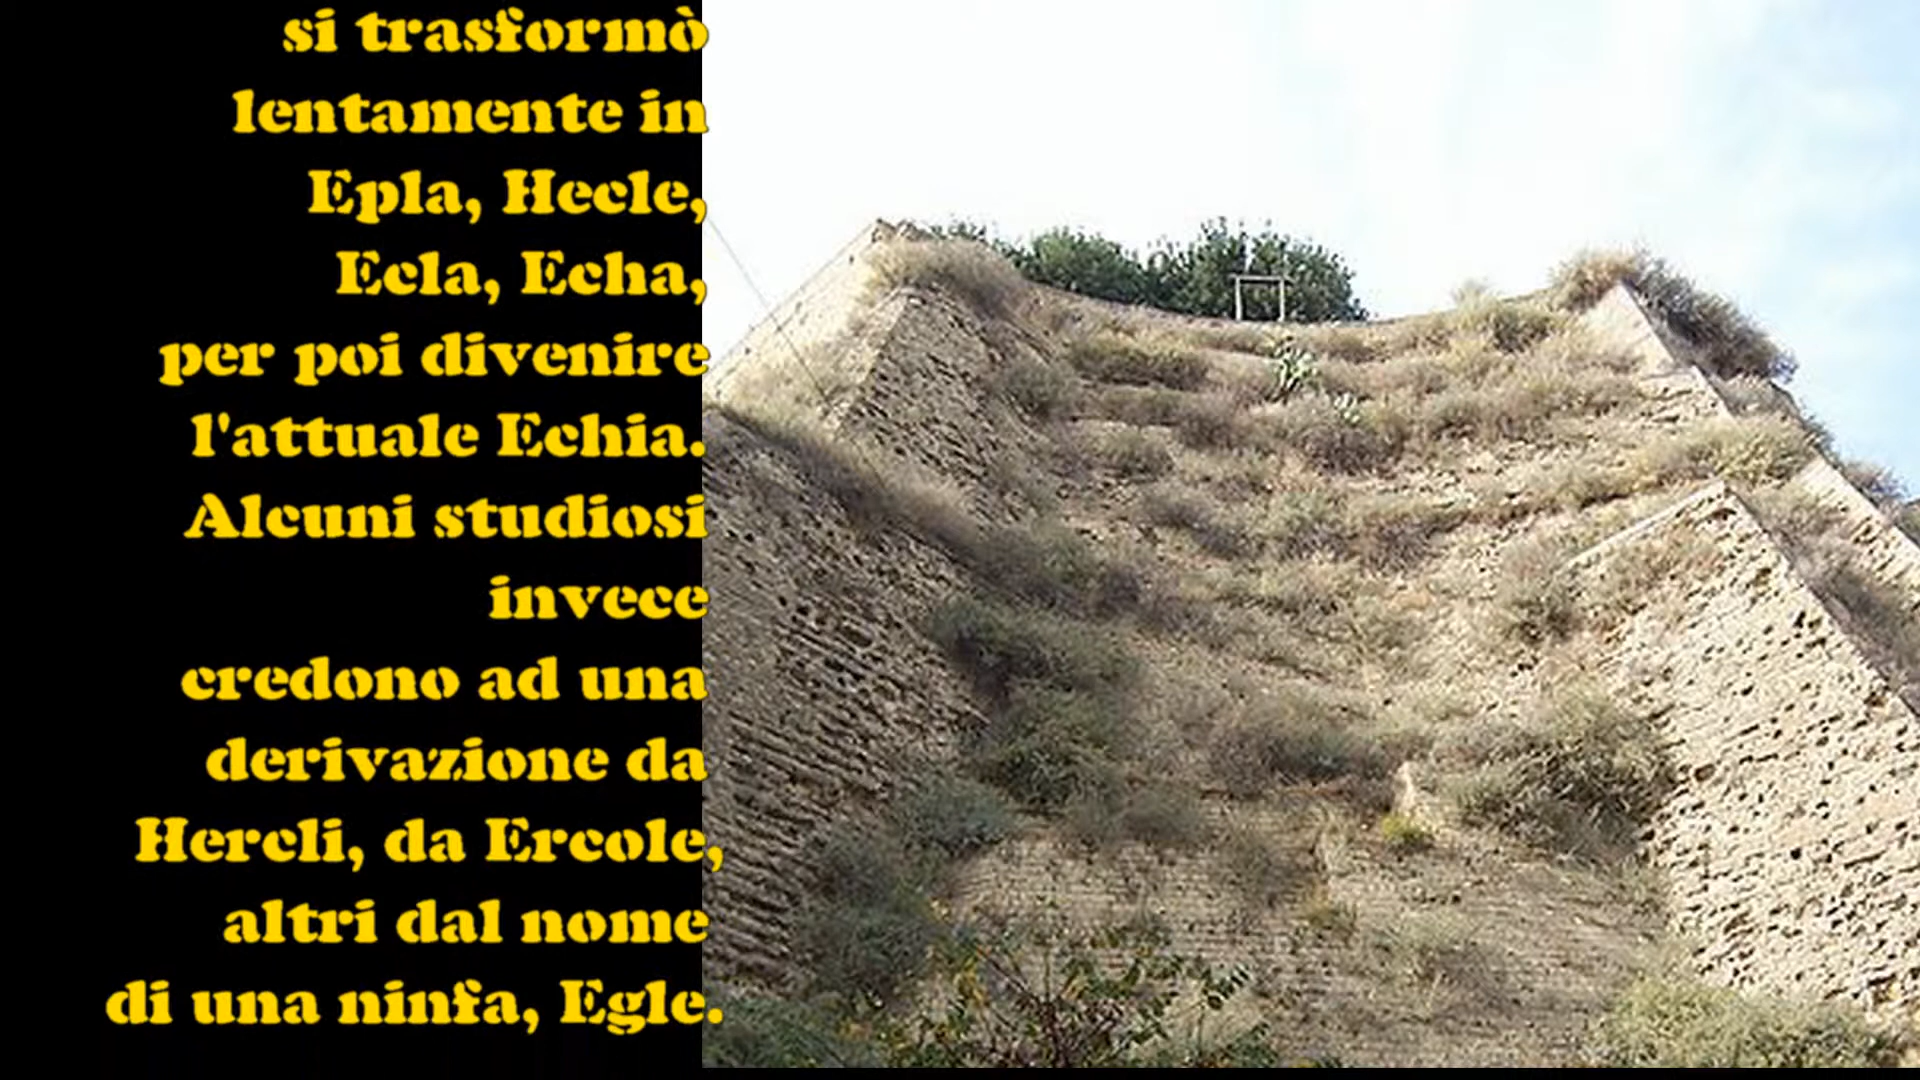 si trasformò
lentamente in
Epla, Hecle,
Ecla, Echa,
per poi divenire
l'attuale Echia.
Alcuni studiosi
invece
credono ad una
derivazione da
Hercli, da Ercole,
altri dal nome
di una ninfa, Egle.